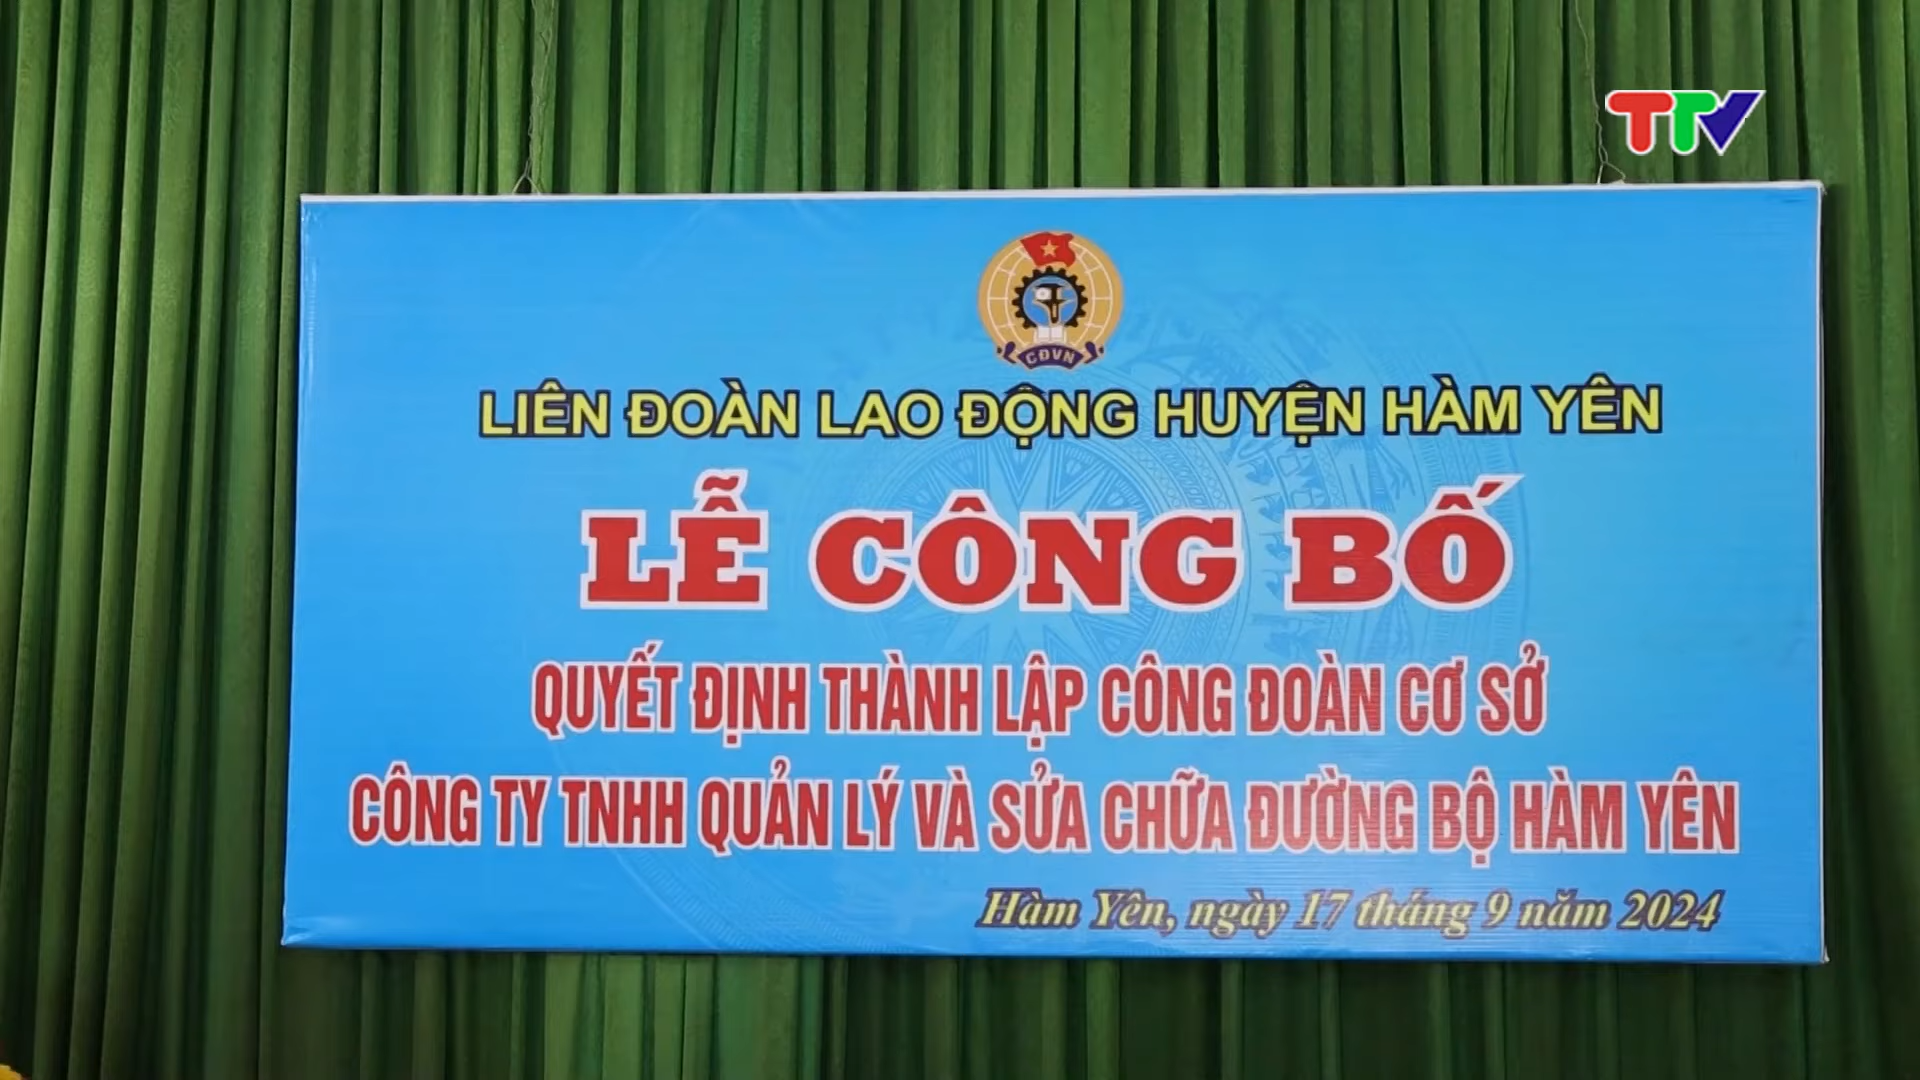 TTV
CĐVN
LIÊN ĐOÀN LAO ĐỘNG HUYỆN HÀM YÊN
LỄ CÔNG BỐ
QUYẾT ĐỊNH THÀNH LẬP CÔNG ĐOÀN CƠ SỞ
CÔNG TY TNHH QUẢN LÝ VÀ SỬA CHỮA ĐƯỜNG BỘ HÀM YÊN
Hàm Yên, ngày 17 tháng 9 năm 2024